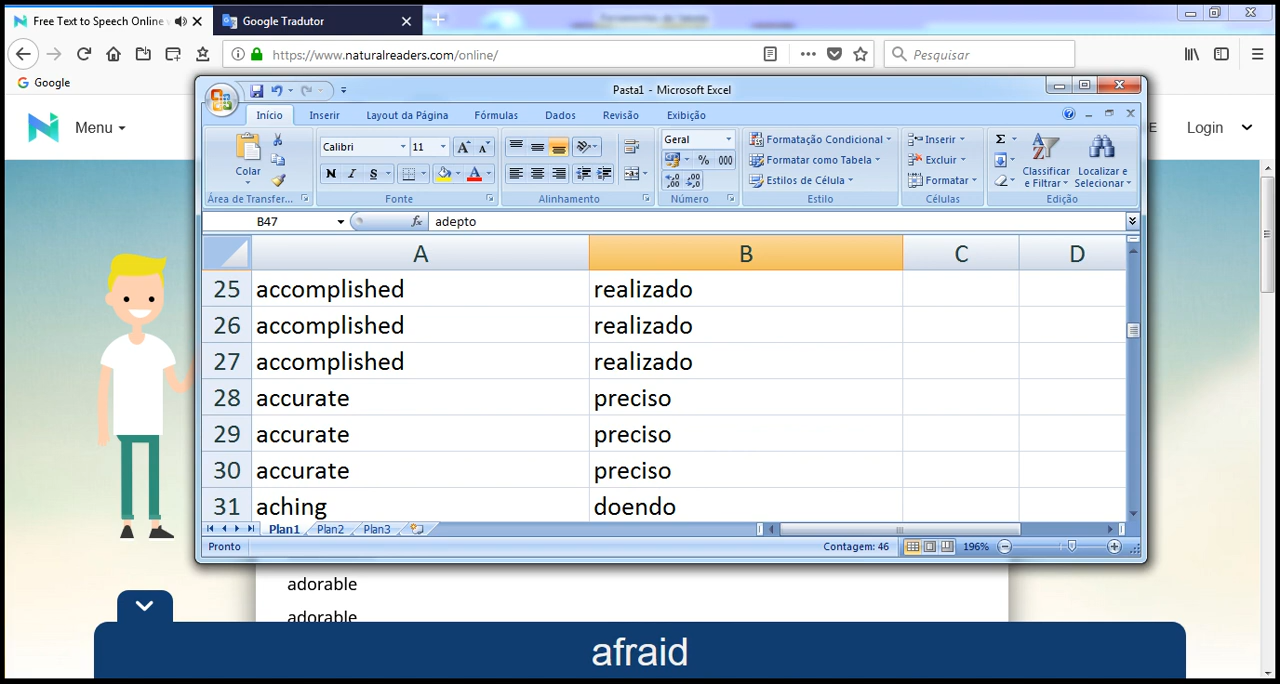 Free Text to Speech Online
Google Tradutor
https://www.naturalreaders.com/online/
Pesquisar
Google
Menu
E
Login
Pasta1 - Microsoft Excel
Início Inserir Layout da Página Fórmulas Dados Revisão Exibição
Colar
Calibri 11
A A
N I S A
Geral
% 000
Formatação Condicional
Formatar como Tabela
Estilos de Célula
Inserir
Excluir
Formatar
Σ
Classificar
e Filtrar
Localizar e
Selecionar
Área de Transfer... Fonte Alinhamento Número Estilo Células Edição
B47 fx adepto
A B C D
25 accomplished realizado
26 accomplished realizado
27 accomplished realizado
28 accurate preciso
29 accurate preciso
30 accurate preciso
31 aching doendo
Plan1 Plan2 Plan3
Pronto Contagem: 46 196%
adorable
adorable
afraid